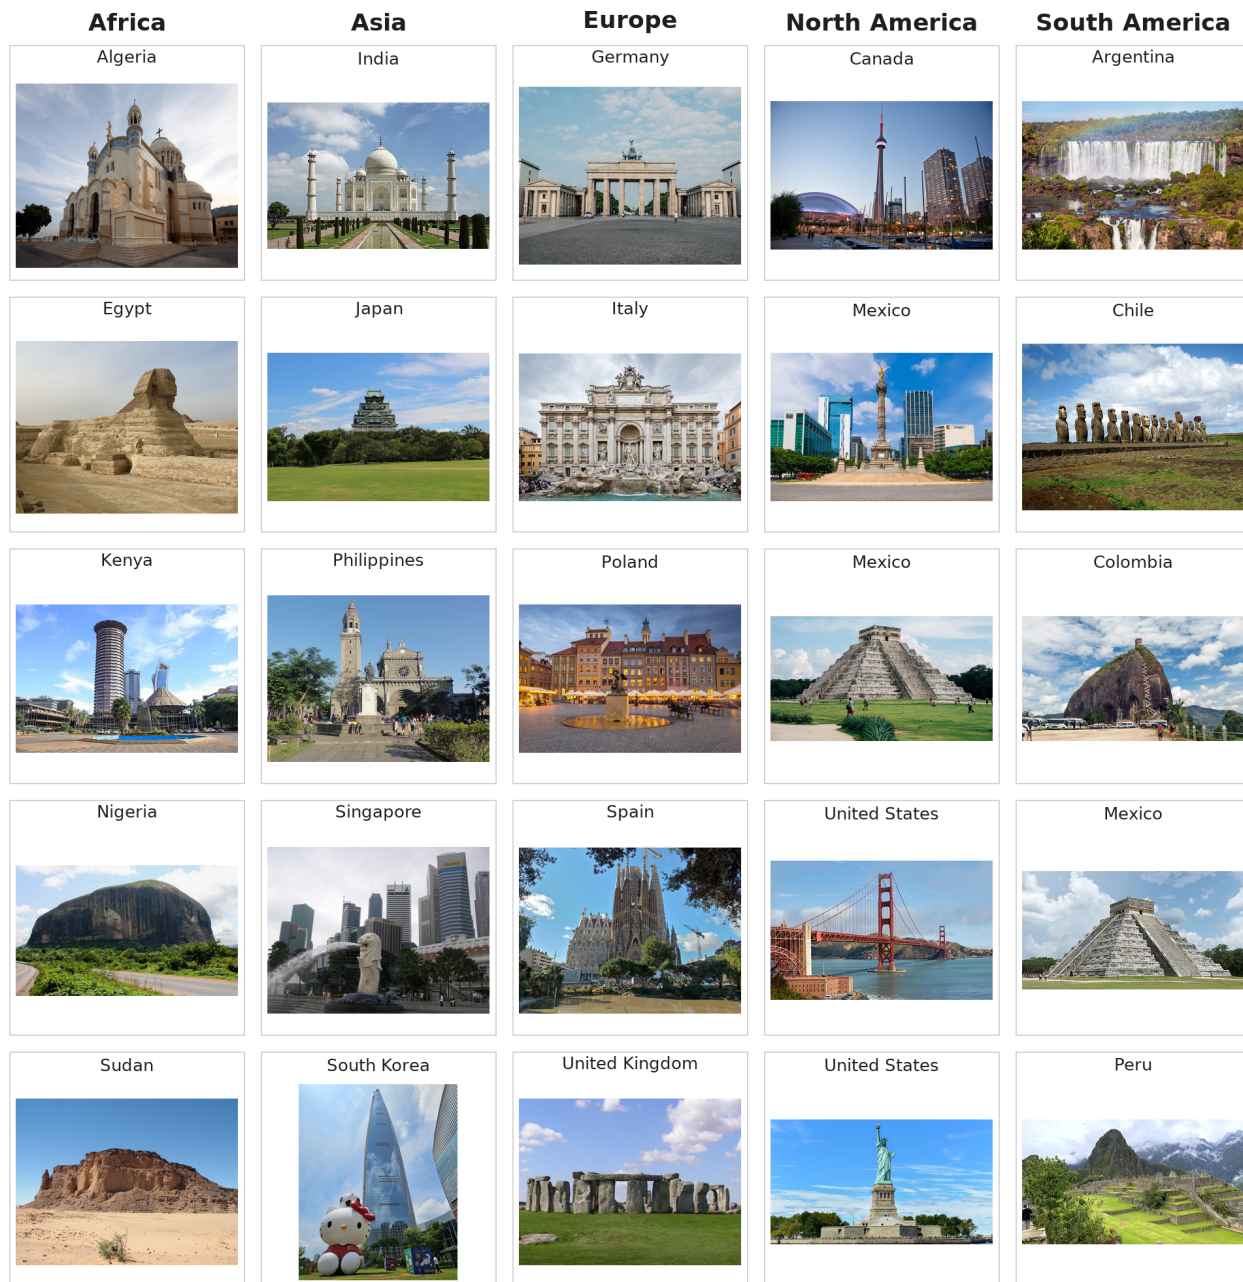 Africa
Asia
Europe
North America
South America
Algeria
India
Germany
Canada
Argentina
Egypt
Japan
Italy
Mexico
Chile
Kenya
Philippines
Poland
Mexico
Colombia
Nigeria
Singapore
Spain
United States
Mexico
Sudan
South Korea
United Kingdom
United States
Peru